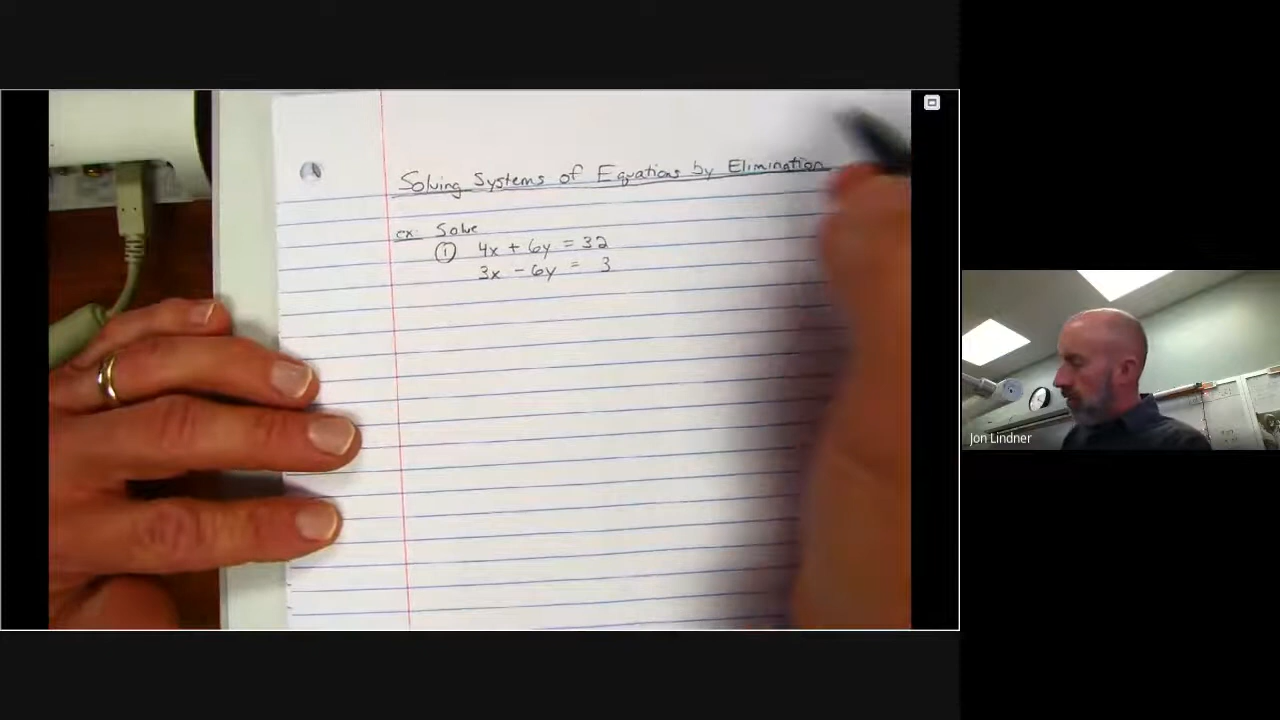 Solving Systems of Equations by Elimination
ex Solve
① 4x + 6y = 32
3x - 6y = 3
Jon Lindner